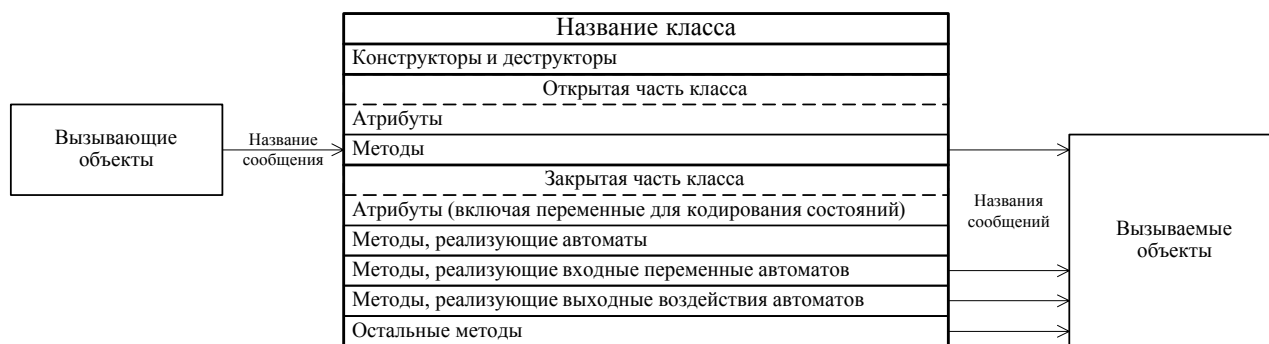 Название класса
Конструкторы и деструкторы
Открытая часть класса
Атрибуты
Вызывающие
объекты
Название
сообщения
Методы
Закрытая часть класса
Атрибуты (включая переменные для кодирования состояний)
Названия
сообщений
Методы, реализующие автоматы
Вызываемые
объекты
Методы, реализующие входные переменные автоматов
Методы, реализующие выходные воздействия автоматов
Остальные методы